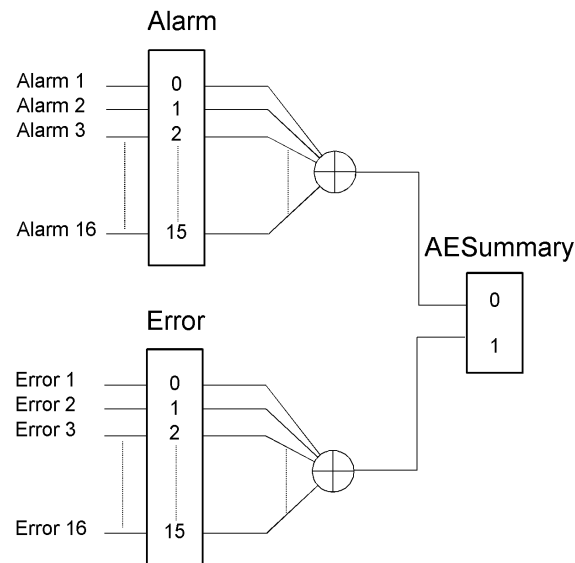 Alarm
Alarm 1 0
Alarm 2 1
Alarm 3 2
Alarm 16 15
AESummary
0
1
Error
Error 1 0
Error 2 1
Error 3 2
Error 16 15